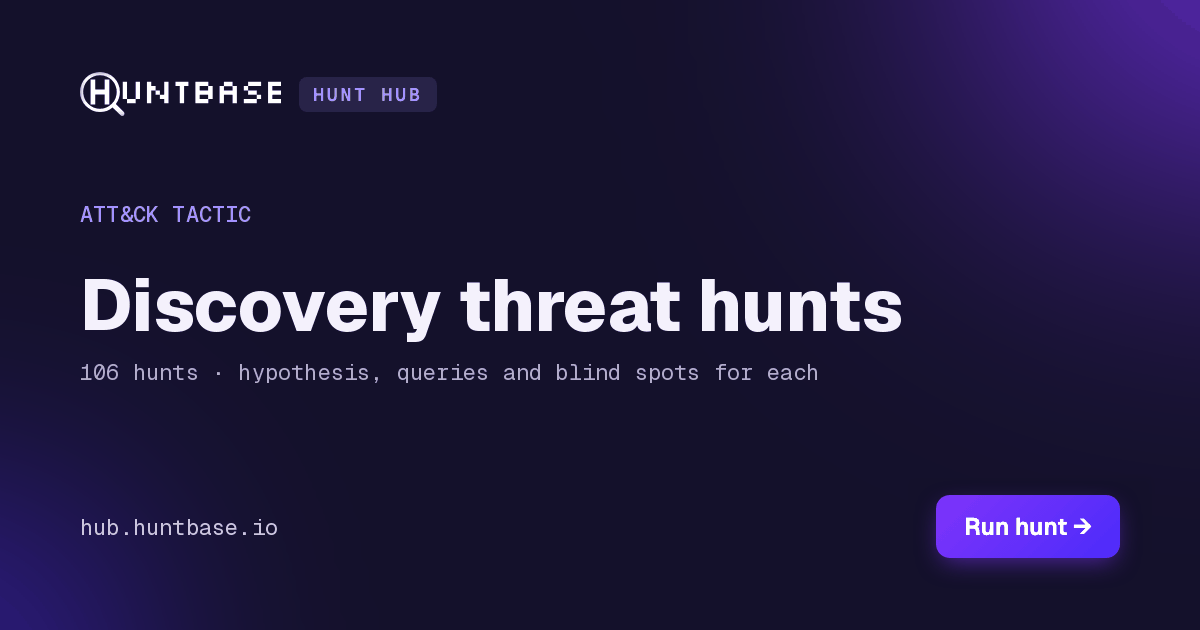 HUNTBASE HUNT HUB
ATT&CK TACTIC
Discovery threat hunts
106 hunts · hypothesis, queries and blind spots for each
hub.huntbase.io
Run hunt →